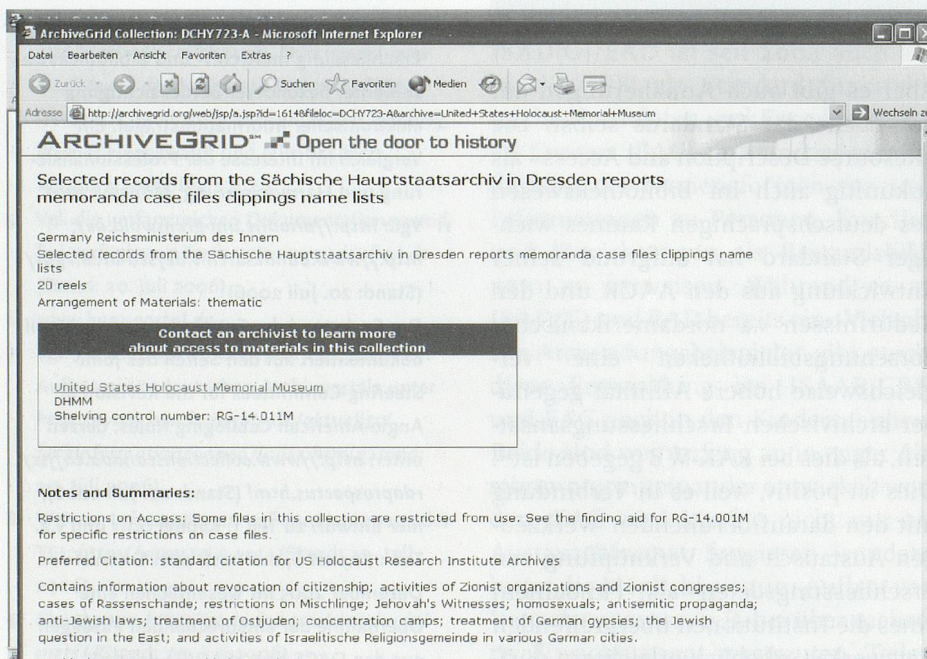 ArchiveGrid Collection: DCHY723-A - Microsoft Internet Explorer
Datei Bearbeiten Ansicht Favoriten Extras ?
Zurück Suchen Favoriten Medien
Adresse http://archivegrid.org/web/jsp/a.jsp?id=1614&fileloc=DCHY723-A&archive=United+States+Holocaust+Memorial+Museum Wechseln zu
ARCHIVEGRID Open the door to history
Selected records from the Sächische Hauptstaatsarchiv in Dresden reports
memoranda case files clippings name lists
Germany Reichsministerium des Innern
Selected records from the Sächische Hauptstaatsarchiv in Dresden reports memoranda case files clippings name
lists
20 reels
Arrangement of Materials: thematic
Contact an archivist to learn more
about access to materials in this collection
United States Holocaust Memorial Museum
DHMM
Shelving control number: RG-14.011M
Notes and Summaries:
Restrictions on Access: Some files in this collection are restricted from use. See the finding aid for RG-14.001M
for specific restrictions on case files.
Preferred Citation: standard citation for US Holocaust Research Institute Archives
Contains information about revocation of citizenship; activities of Zionist organizations and Zionist congresses;
cases of Rassenschande; restrictions on Mischlinge; Jehovah's Witnesses; homosexuals; antisemitic propaganda;
anti-Jewish laws; treatment of Ostjuden; concentration camps; treatment of German gypsies; the Jewish
question in the East; and activities of Israelitische Religionsgemeinde in various German cities.